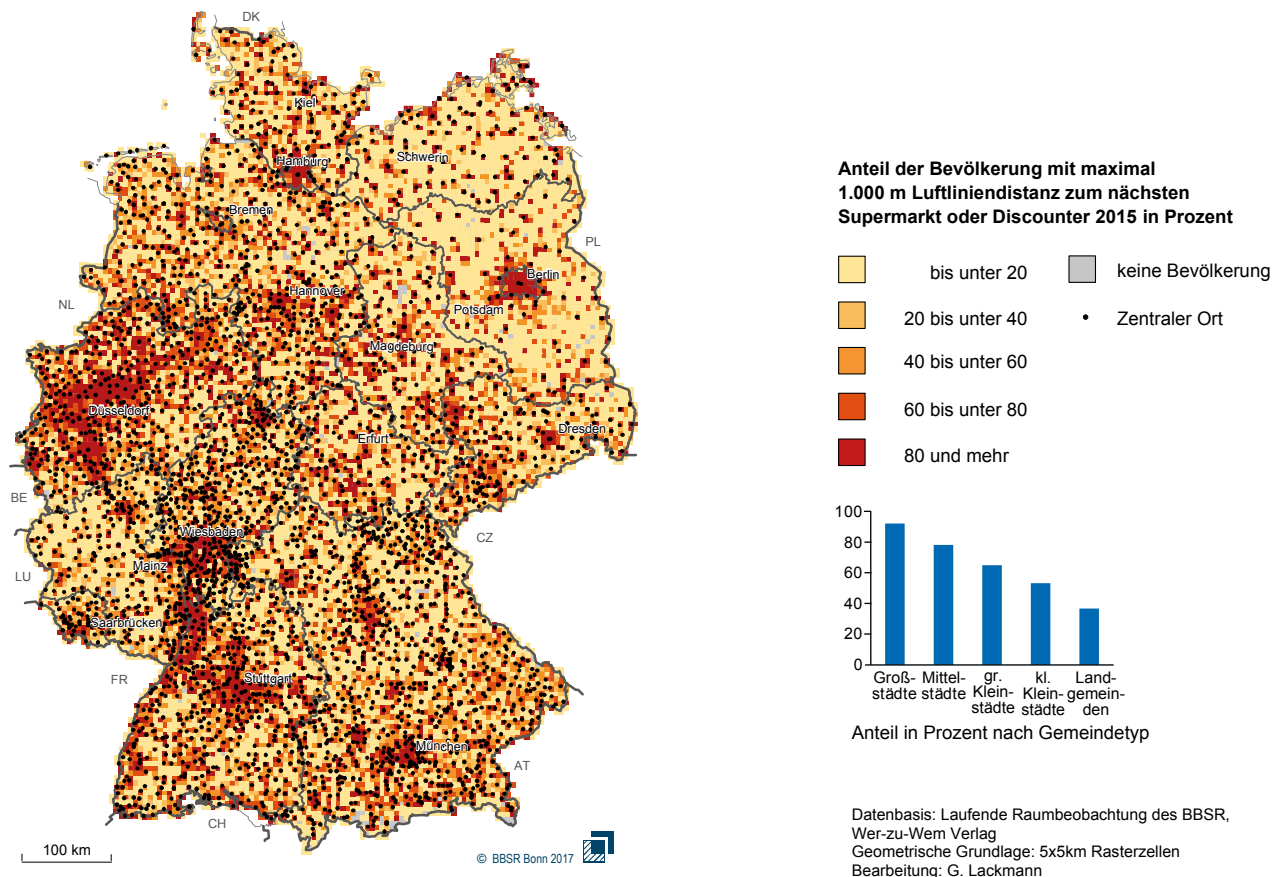 DK
Kiel
Schwerin
Hamburg
Bremen
PL
Berlin
Hannover
NL
Potsdam
Magdeburg
Düsseldorf
Dresden
Erfurt
BE
Wiesbaden
CZ
Mainz
LU
Saarbrücken
FR
Stuttgart
München
AT
CH
100 km
© BBSR Bonn 2017
Anteil der Bevölkerung mit maximal
1.000 m Luftliniendistanz zum nächsten
Supermarkt oder Discounter 2015 in Prozent
bis unter 20
keine Bevölkerung
20 bis unter 40
Zentraler Ort
40 bis unter 60
60 bis unter 80
80 und mehr
100
80
60
40
20
0
Groß-
städte
Mittel-
städte
gr.
Klein-
städte
kl.
Klein-
städte
Land-
gemein-
den
Anteil in Prozent nach Gemeindetyp
Datenbasis: Laufende Raumbeobachtung des BBSR,
Wer-zu-Wem Verlag
Geometrische Grundlage: 5x5km Rasterzellen
Bearbeitung: G. Lackmann